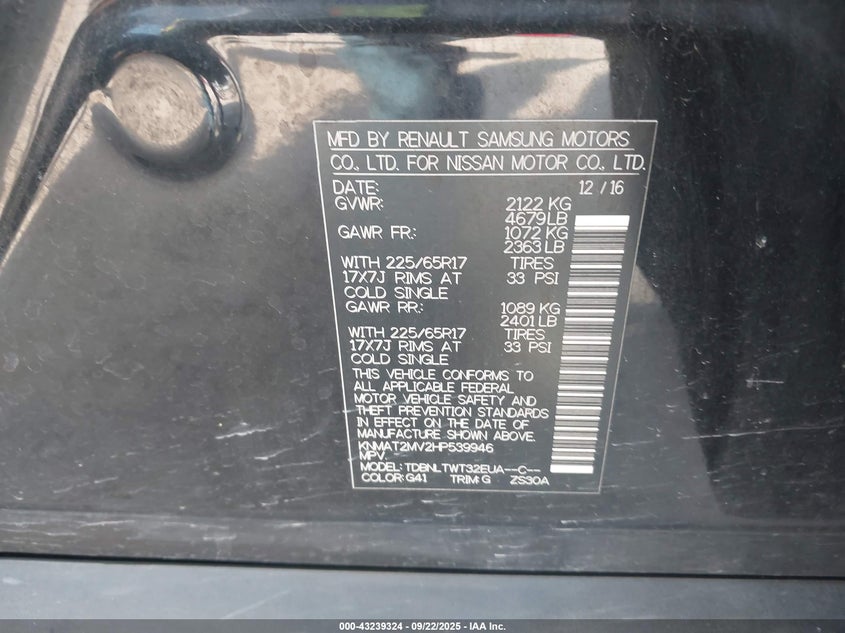 MFD BY RENAULT SAMSUNG MOTORS
CO., LTD. FOR NISSAN MOTOR CO., LTD.
DATE: 12 / 16
GVWR: 2122 KG
4679LB
GAWR FR: 1072 KG
2363 LB
WITH 225/65R17 TIRES
17X7J RIMS AT 33 PSI
COLD SINGLE
GAWR RR: 1089 KG
2401 LB
WITH 225/65R17 TIRES
17X7J RIMS AT 33 PSI
COLD SINGLE
THIS VEHICLE CONFORMS TO
ALL APPLICABLE FEDERAL
MOTOR VEHICLE SAFETY AND
THEFT PREVENTION STANDARDS
IN EFFECT ON THE DATE OF
MANUFACTURE SHOWN ABOVE.
KNMAT2MV2HP539946
MPV.
MODEL: TDBNLTWT32EUA--C--
COLOR: G41 TRIM: G ZS30A
000-43239324 - 09/22/2025 - IAA Inc.